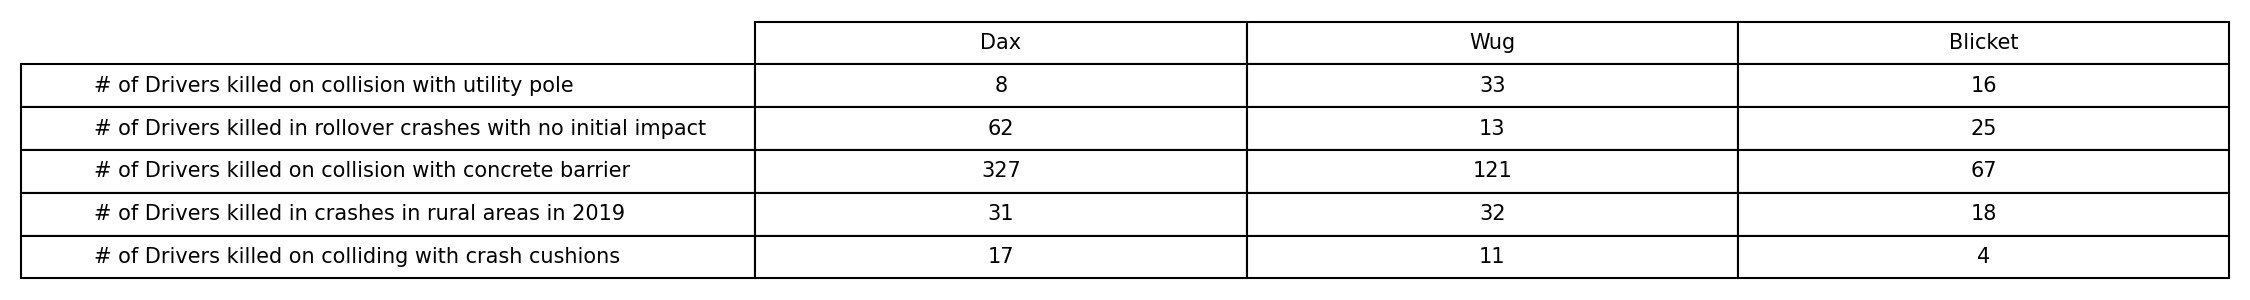 Dax Wug Blicket
# of Drivers killed on collision with utility pole 8 33 16
# of Drivers killed in rollover crashes with no initial impact 62 13 25
# of Drivers killed on collision with concrete barrier 327 121 67
# of Drivers killed in crashes in rural areas in 2019 31 32 18
# of Drivers killed on colliding with crash cushions 17 11 4